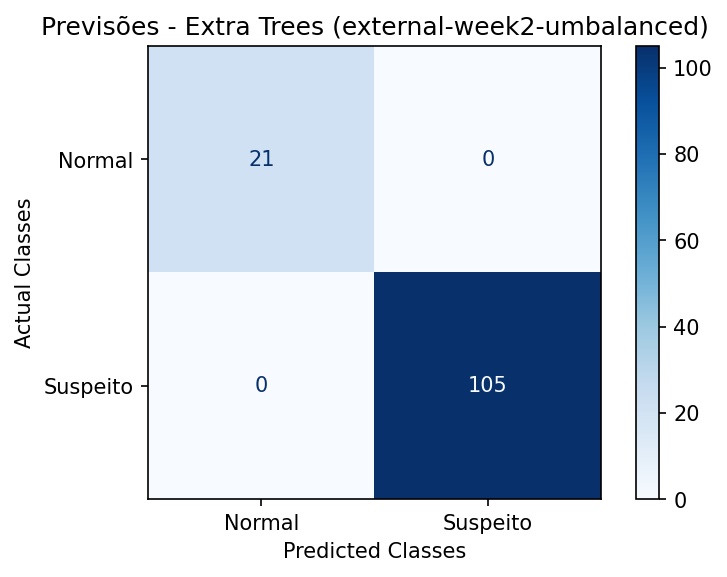 Previsões - Extra Trees (external-week2-umbalanced)
Actual Classes
Normal
21
0
Suspeito
0
105
Normal
Suspeito
Predicted Classes
100
80
60
40
20
0